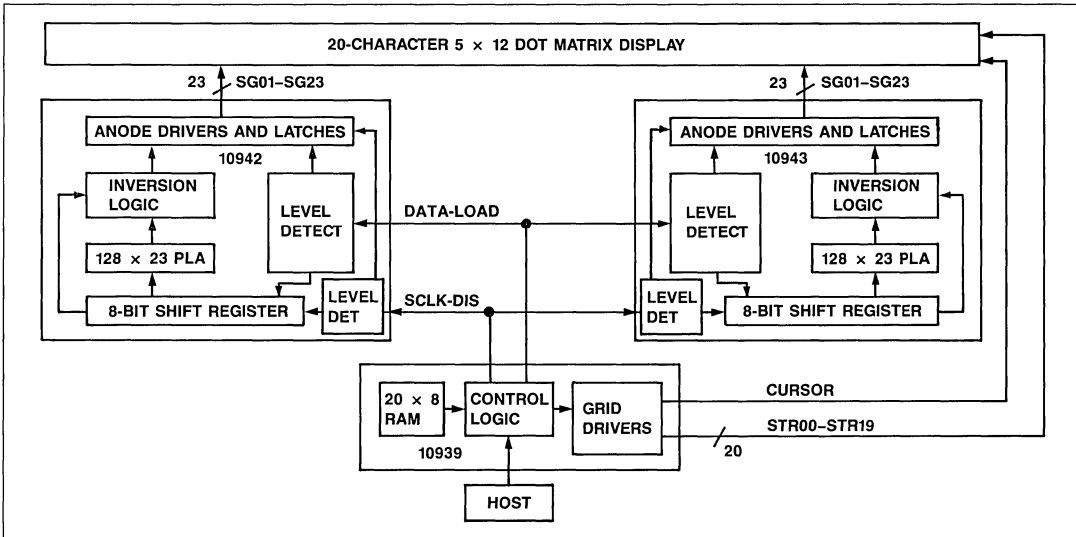 20-CHARACTER 5 × 12 DOT MATRIX DISPLAY
23
SG01–SG23
23
SG01–SG23
ANODE DRIVERS AND LATCHES
10942
INVERSION
LOGIC
LEVEL
DETECT
128 × 23 PLA
8-BIT SHIFT REGISTER
LEVEL
DET
DATA-LOAD
SCLK-DIS
ANODE DRIVERS AND LATCHES
10943
LEVEL
DETECT
INVERSION
LOGIC
128 × 23 PLA
LEVEL
DET
8-BIT SHIFT REGISTER
20 × 8
RAM
CONTROL
LOGIC
GRID
DRIVERS
10939
CURSOR
STR00–STR19
20
HOST